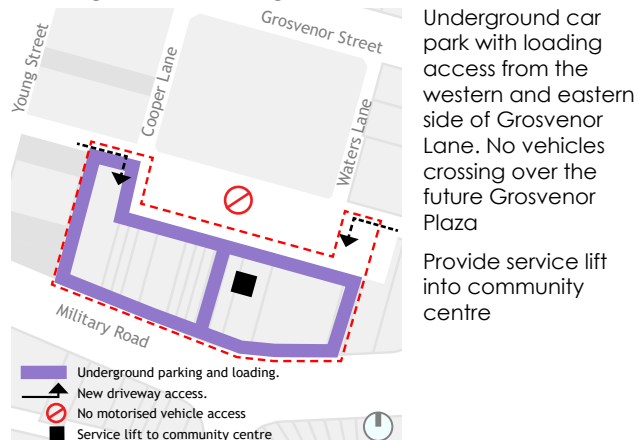 Grosvenor Street
Young Street
Cooper Lane
Waters Lane
Military Road
Underground parking and loading.
New driveway access.
No motorised vehicle access
Service lift to community centre
Underground car
park with loading
access from the
western and eastern
side of Grosvenor
Lane. No vehicles
crossing over the
future Grosvenor
Plaza
Provide service lift
into community
centre